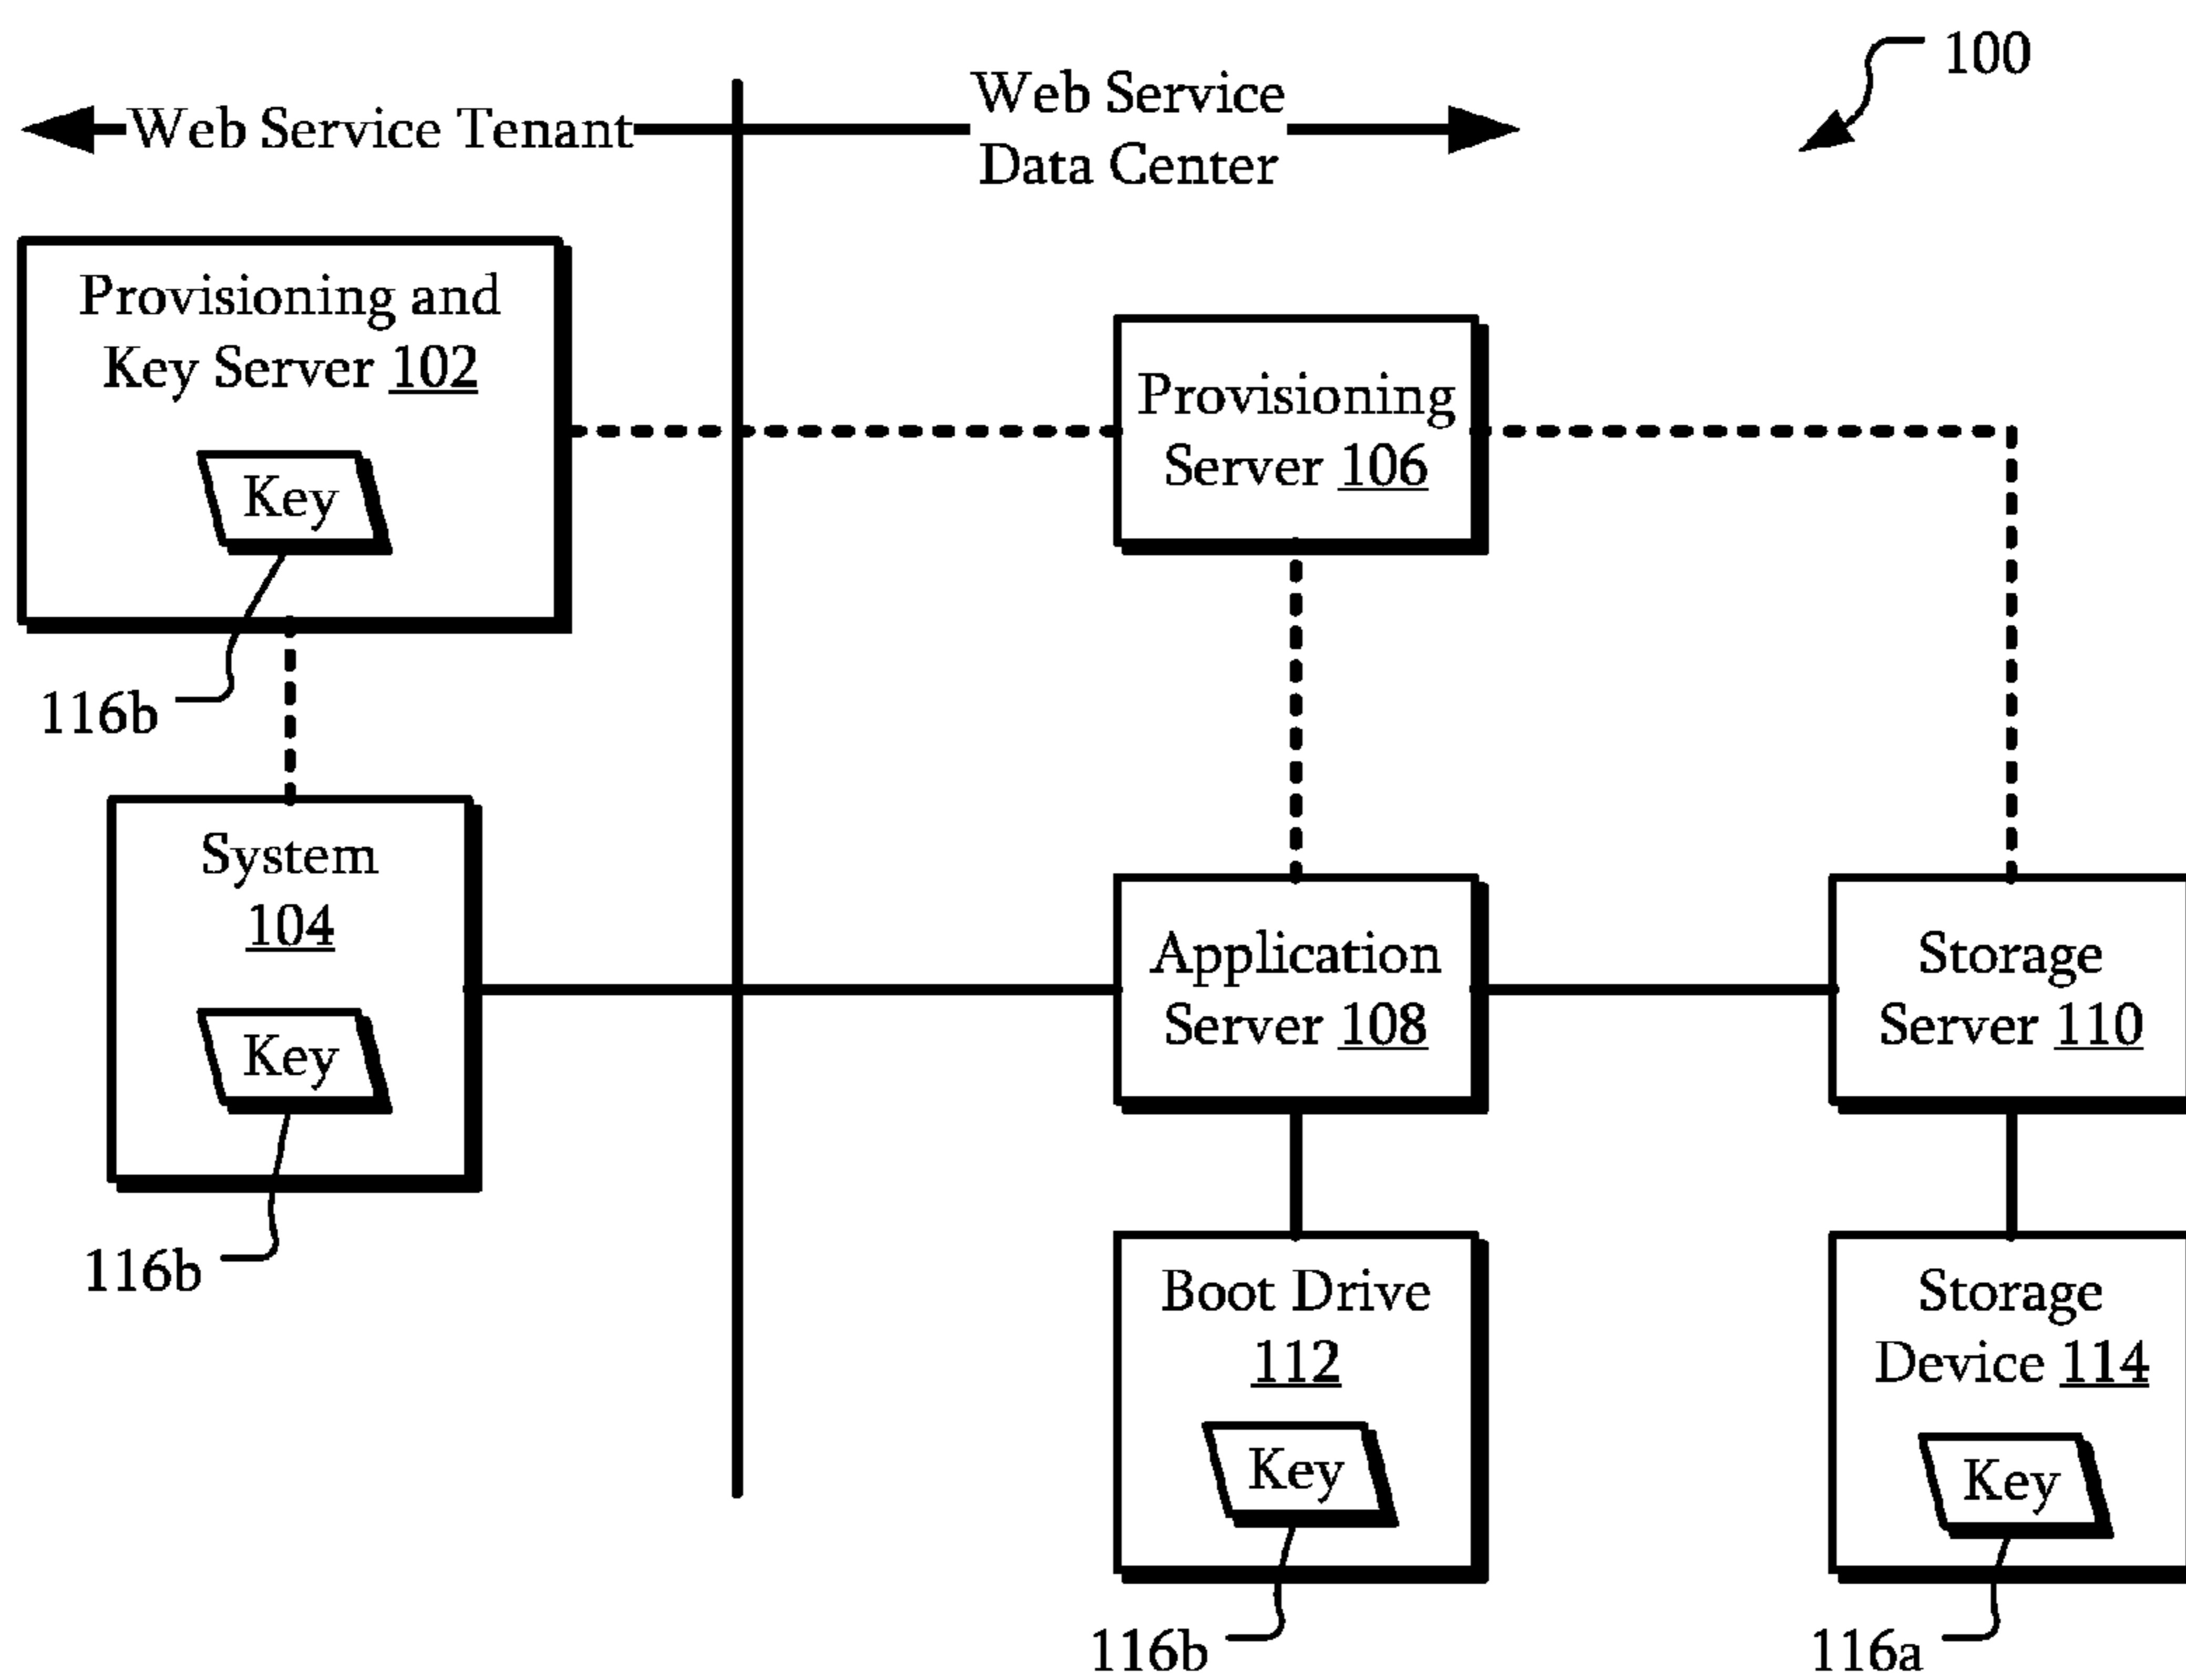 100
Web Service Tenant
Web Service
Data Center
Provisioning and
Key Server 102
Key
116b
Provisioning
Server 106
System
104
Key
116b
Application
Server 108
Storage
Server 110
Boot Drive
112
Key
116b
Storage
Device 114
Key
116a